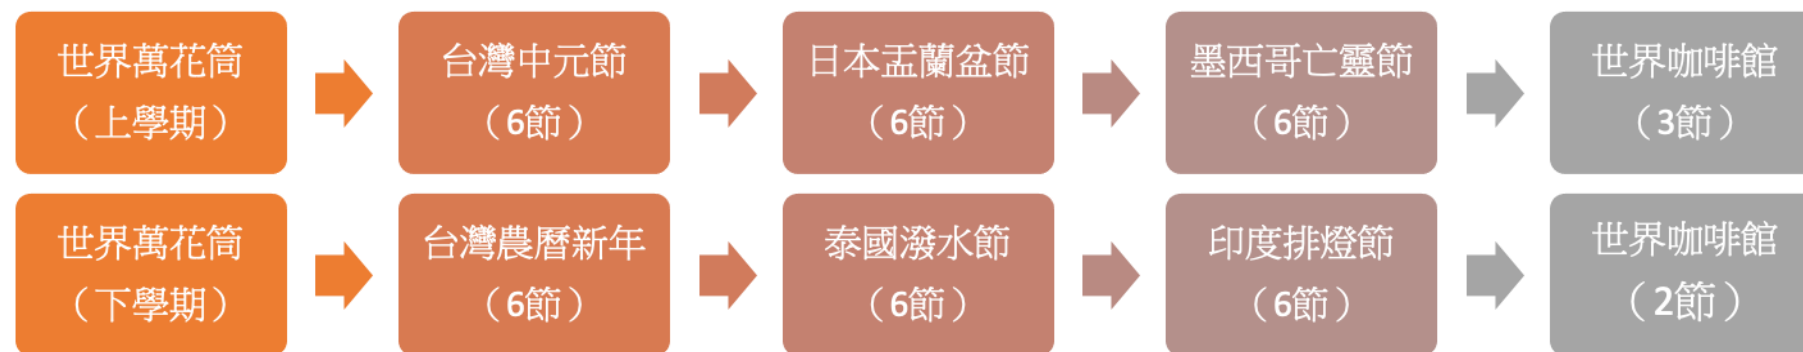 世界萬花筒
（上學期）
台灣中元節
（6節）
日本盂蘭盆節
（6節）
墨西哥亡靈節
（6節）
世界咖啡館
（3節）
世界萬花筒
（下學期）
台灣農曆新年
（6節）
泰國潑水節
（6節）
印度排燈節
（6節）
世界咖啡館
（2節）